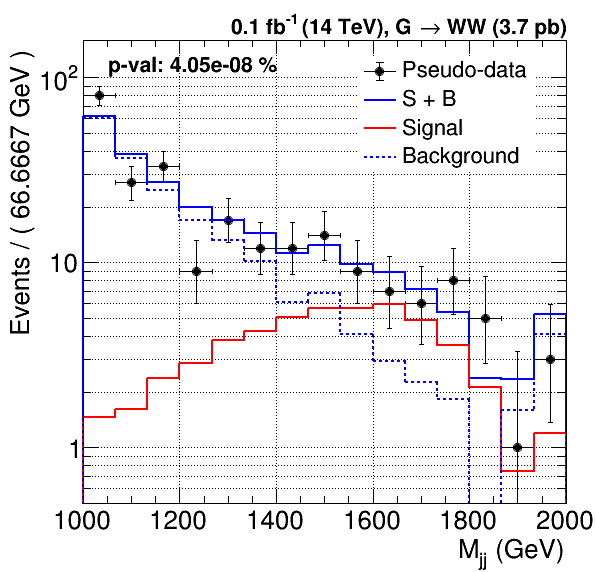 0.1 fb⁻¹ (14 TeV), G → WW (3.7 pb)
p-val: 4.05e-08 %
Pseudo-data
S + B
Signal
Background
Events / ( 66.6667 GeV )
10²
10
1
1000 1200 1400 1600 1800 2000
M_jj (GeV)